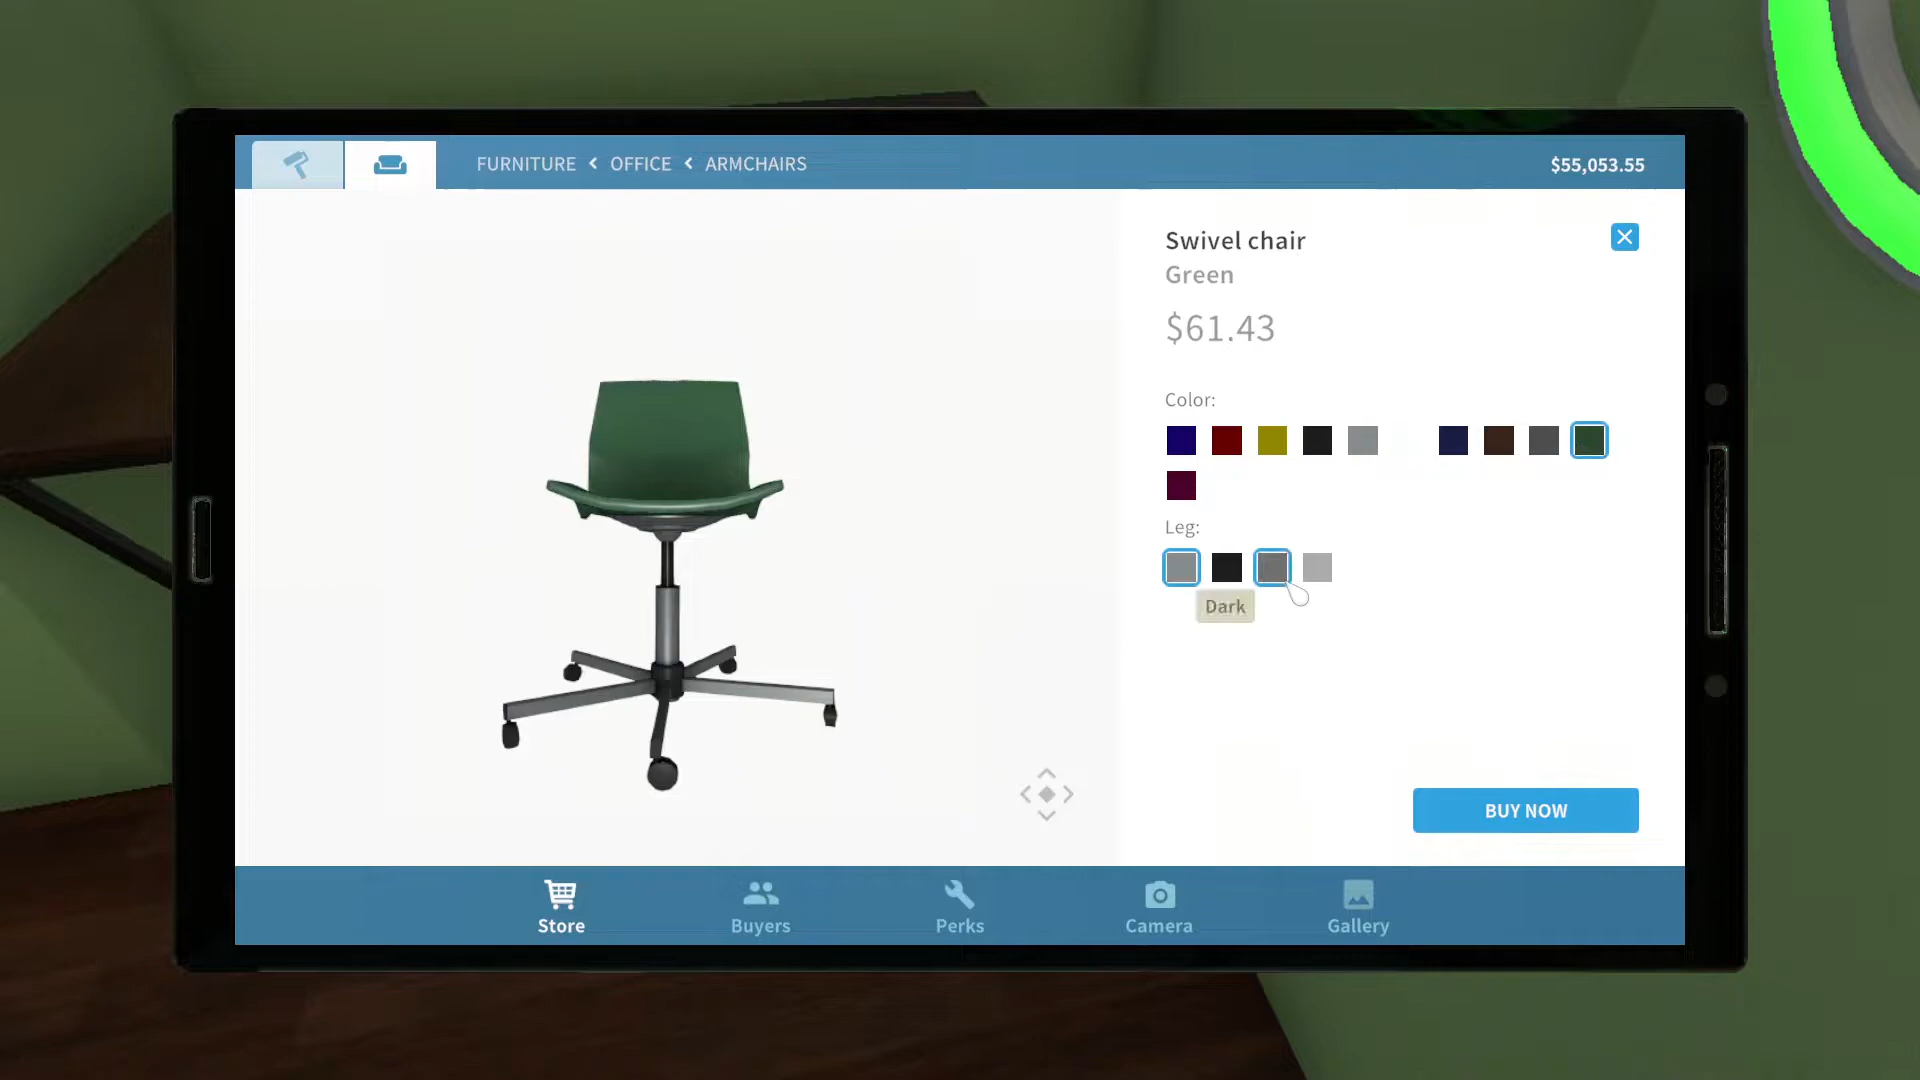 FURNITURE < OFFICE < ARMCHAIRS
$55,053.55
Swivel chair
Green
$61.43
Color:
Leg:
Dark
BUY NOW
Store
Buyers
Perks
Camera
Gallery